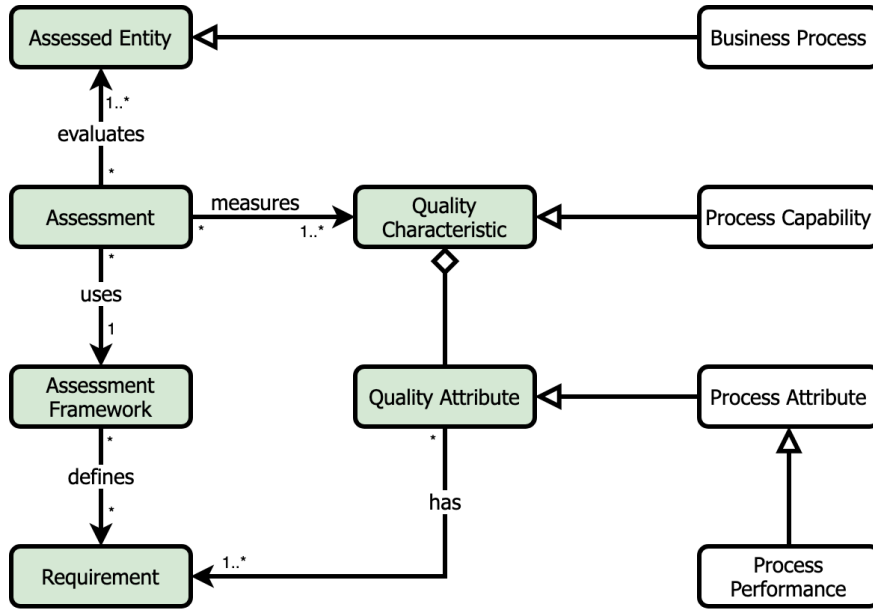 Assessed Entity
Business Process
1..*
evaluates
*
Assessment
measures
*
1..*
Quality
Characteristic
Process Capability
*
uses
1
Assessment
Framework
Quality Attribute
Process Attribute
*
defines
*
*
has
1..*
Requirement
Process
Performance